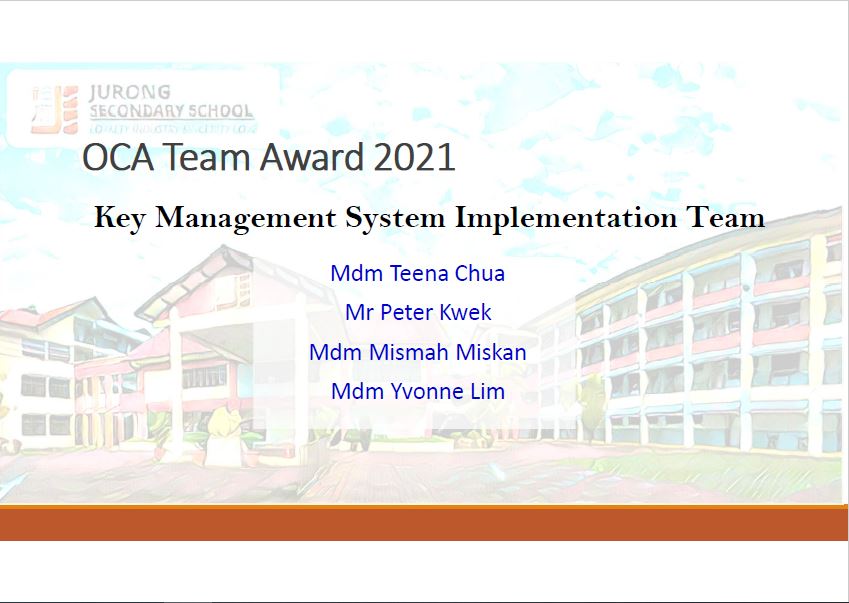 JURONG
SECONDARY SCHOOL
LOYALTY INDUSTRY SINCERITY LOVE
OCA Team Award 2021
Key Management System Implementation Team
Mdm Teena Chua
Mr Peter Kwek
Mdm Mismah Miskan
Mdm Yvonne Lim